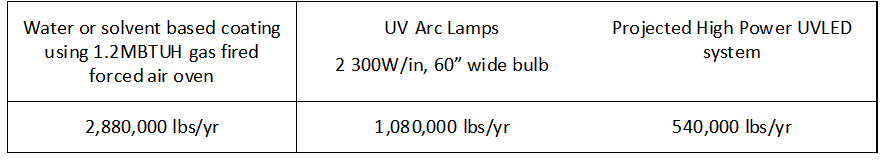 Water or solvent based coating
using 1.2MBTUH gas fired
forced air oven
UV Arc Lamps
2 300W/in, 60” wide bulb
Projected High Power UVLED
system
2,880,000 lbs/yr
1,080,000 lbs/yr
540,000 lbs/yr